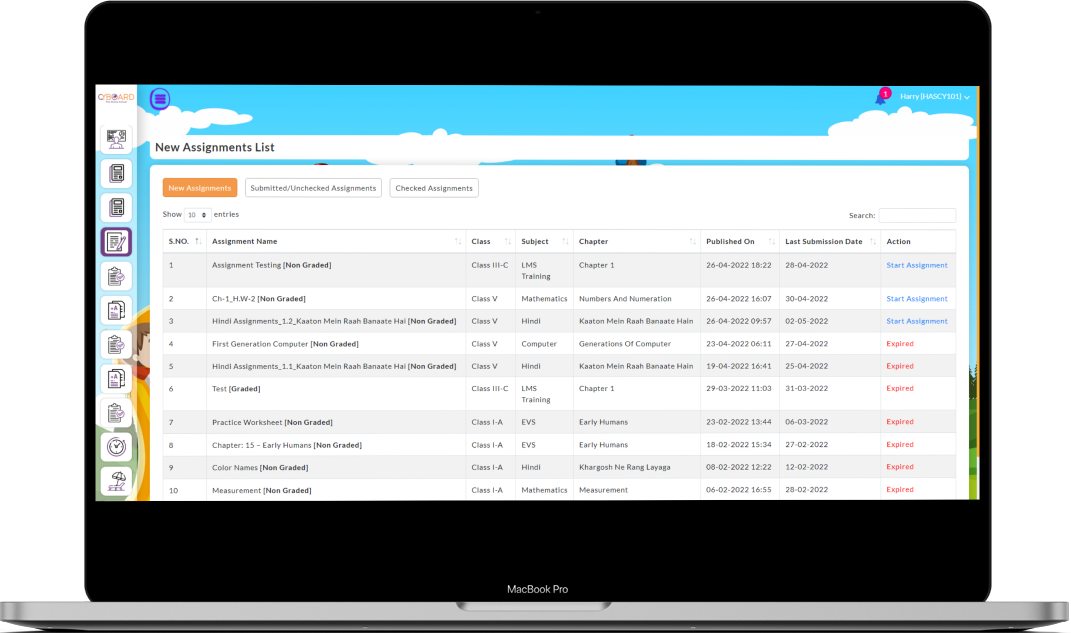 CYBOARD
1
Harry [HASCY101]
New Assignments List
New Assignments Submitted/Unchecked Assignments Checked Assignments
Show 10 entries
Search:
S.NO. Assignment Name Class Subject Chapter Published On Last Submission Date Action
1 Assignment Testing [Non Graded] Class III-C LMS Chapter 1 26-04-2022 18:22 28-04-2022 Start Assignment
Training
2 Ch-1_H.W-2 [Non Graded] Class V Mathematics Numbers And Numeration 26-04-2022 16:07 30-04-2022 Start Assignment
3 Hindi Assignments_1.2_Kaaton Mein Raah Banaate Hai [Non Graded] Class V Hindi Kaaton Mein Raah Banaate Hain 26-04-2022 09:57 02-05-2022 Start Assignment
4 First Generation Computer [Non Graded] Class V Computer Generations Of Computer 23-04-2022 06:11 27-04-2022 Expired
5 Hindi Assignments_1.1_Kaaton Mein Raah Banaate Hai [Non Graded] Class V Hindi Kaaton Mein Raah Banaate Hain 19-04-2022 16:41 25-04-2022 Expired
6 Test [Graded] Class III-C LMS Chapter 1 29-03-2022 11:03 31-03-2022 Expired
Training
7 Practice Worksheet [Non Graded] Class I-A EVS Early Humans 23-02-2022 13:44 06-03-2022 Expired
8 Chapter: 15 – Early Humans [Non Graded] Class I-A EVS Early Humans 18-02-2022 15:34 27-02-2022 Expired
9 Color Names [Non Graded] Class I-A Hindi Khargosh Ne Rang Layaga 08-02-2022 12:22 12-02-2022 Expired
10 Measurement [Non Graded] Class I-A Mathematics Measurement 06-02-2022 16:55 28-02-2022 Expired
MacBook Pro